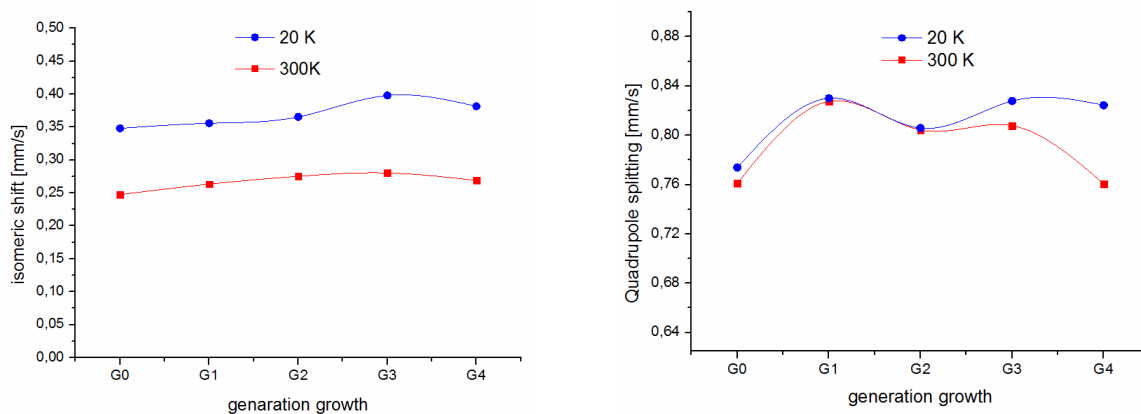 isomeric shift [mm/s]
0,50
0,45
0,40
0,35
0,30
0,25
0,20
0,15
0,10
0,05
0,00
20 K
300K
G0 G1 G2 G3 G4
genaration growth
Quadrupole splitting [mm/s]
0,88
0,84
0,80
0,76
0,72
0,68
0,64
20 K
300 K
G0 G1 G2 G3 G4
generation growth